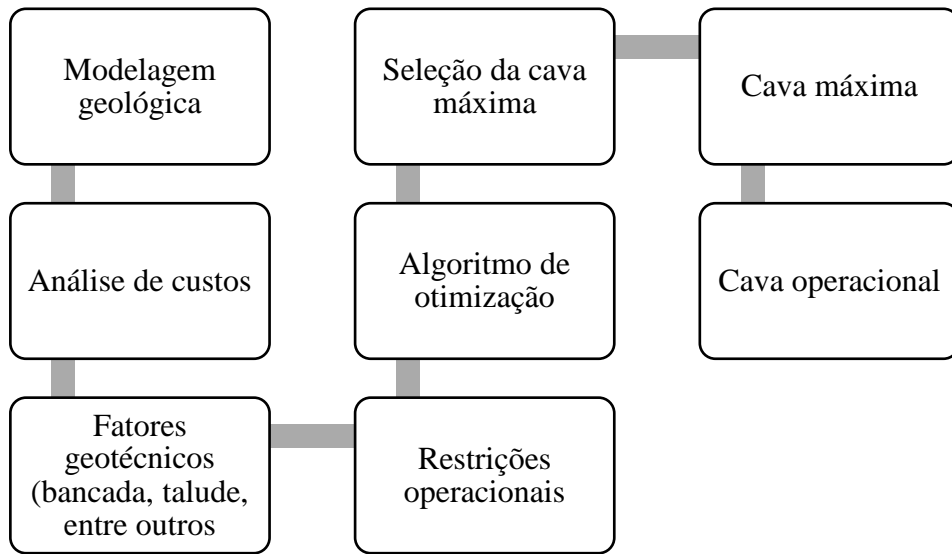 Modelagem
geológica
Análise de custos
Fatores
geotécnicos
(bancada, talude,
entre outros
Restrições
operacionais
Algoritmo de
otimização
Seleção da cava
máxima
Cava máxima
Cava operacional